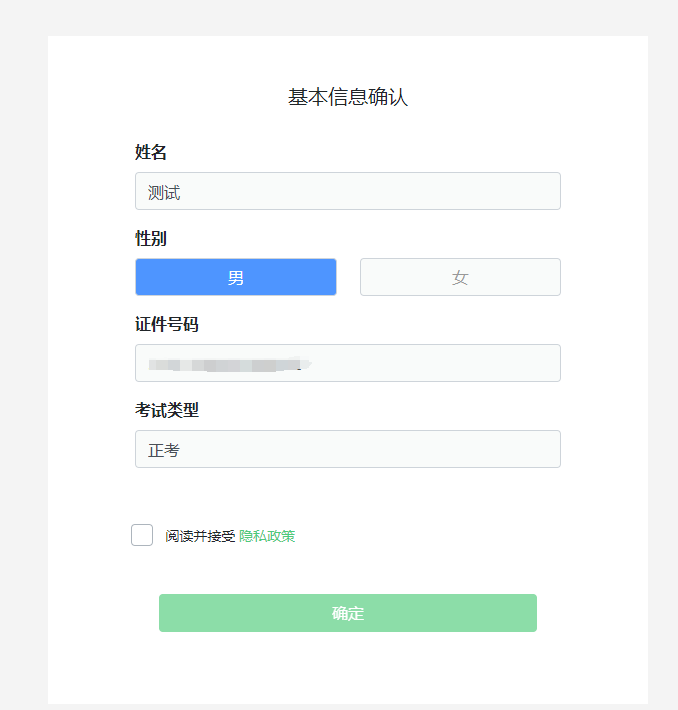 基本信息确认
姓名
测试
性别
男 女
证件号码
考试类型
正考
阅读并接受 隐私政策
确定